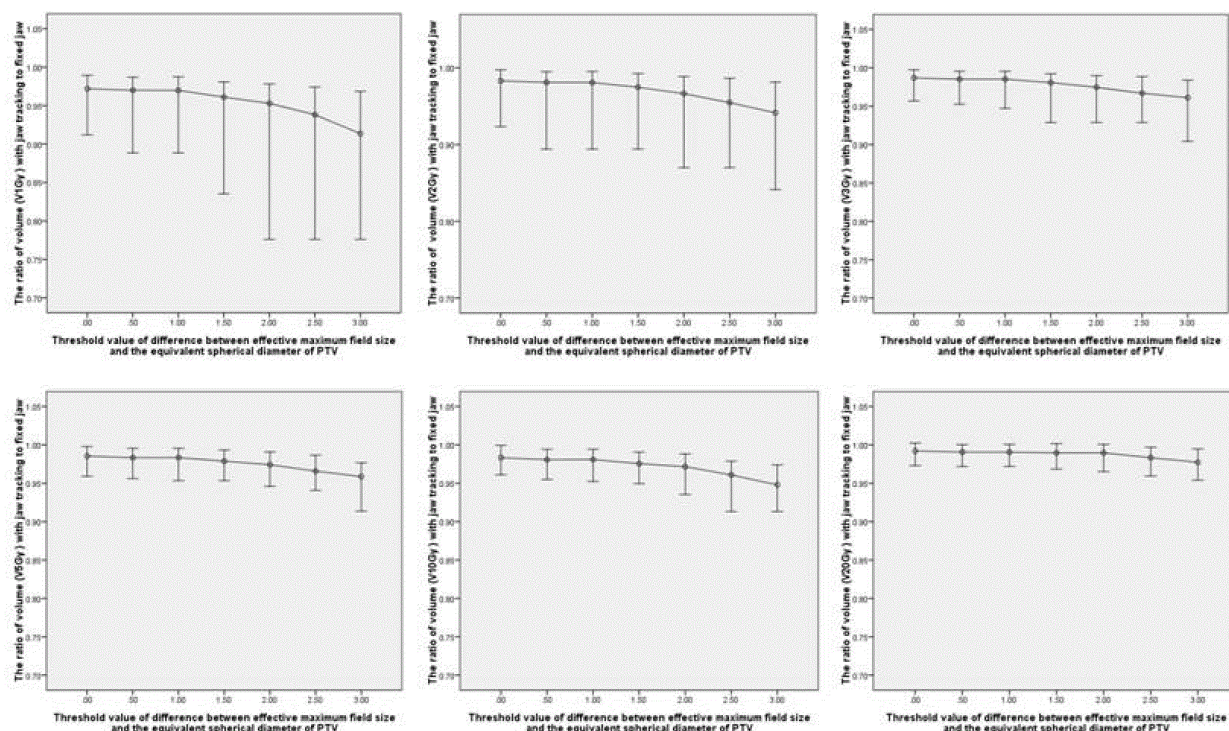 The ratio of volume (V1Gy ) with jaw tracking to fixed jaw
1.05
1.00
0.95
0.90
0.85
0.80
0.75
0.70
.00 .50 1.00 1.50 2.00 2.50 3.00
Threshold value of difference between effective maximum field size
and the equivalent spherical diameter of PTV
The ratio of volume (V2Gy ) with jaw tracking to fixed jaw
1.00
0.90
0.80
0.70
.00 .50 1.00 1.50 2.00 2.50 3.00
Threshold value of difference between effective maximum field size
and the equivalent spherical diameter of PTV
The ratio of volume (V3Gy ) with jaw tracking to fixed jaw
1.05
1.00
0.95
0.90
0.85
0.80
0.75
0.70
.00 .50 1.00 1.50 2.00 2.50 3.00
Threshold value of difference between effective maximum field size
and the equivalent spherical diameter of PTV
The ratio of volume (V5Gy ) with jaw tracking to fixed jaw
1.05
1.00
0.95
0.90
0.85
0.80
0.75
0.70
.00 .50 1.00 1.50 2.00 2.50 3.00
Threshold value of difference between effective maximum field size
and the equivalent spherical diameter of PTV
The ratio of volume (V10Gy ) with jaw tracking to fixed jaw
1.05
1.00
0.95
0.90
0.85
0.80
0.75
0.70
.00 .50 1.00 1.50 2.00 2.50 3.00
Threshold value of difference between effective maximum field size
and the equivalent spherical diameter of PTV
The ratio of volume (V20Gy ) with jaw tracking to fixed jaw
1.05
1.00
0.95
0.90
0.85
0.80
0.75
0.70
.00 .50 1.00 1.50 2.00 2.50 3.00
Threshold value of difference between effective maximum field size
and the equivalent spherical diameter of PTV